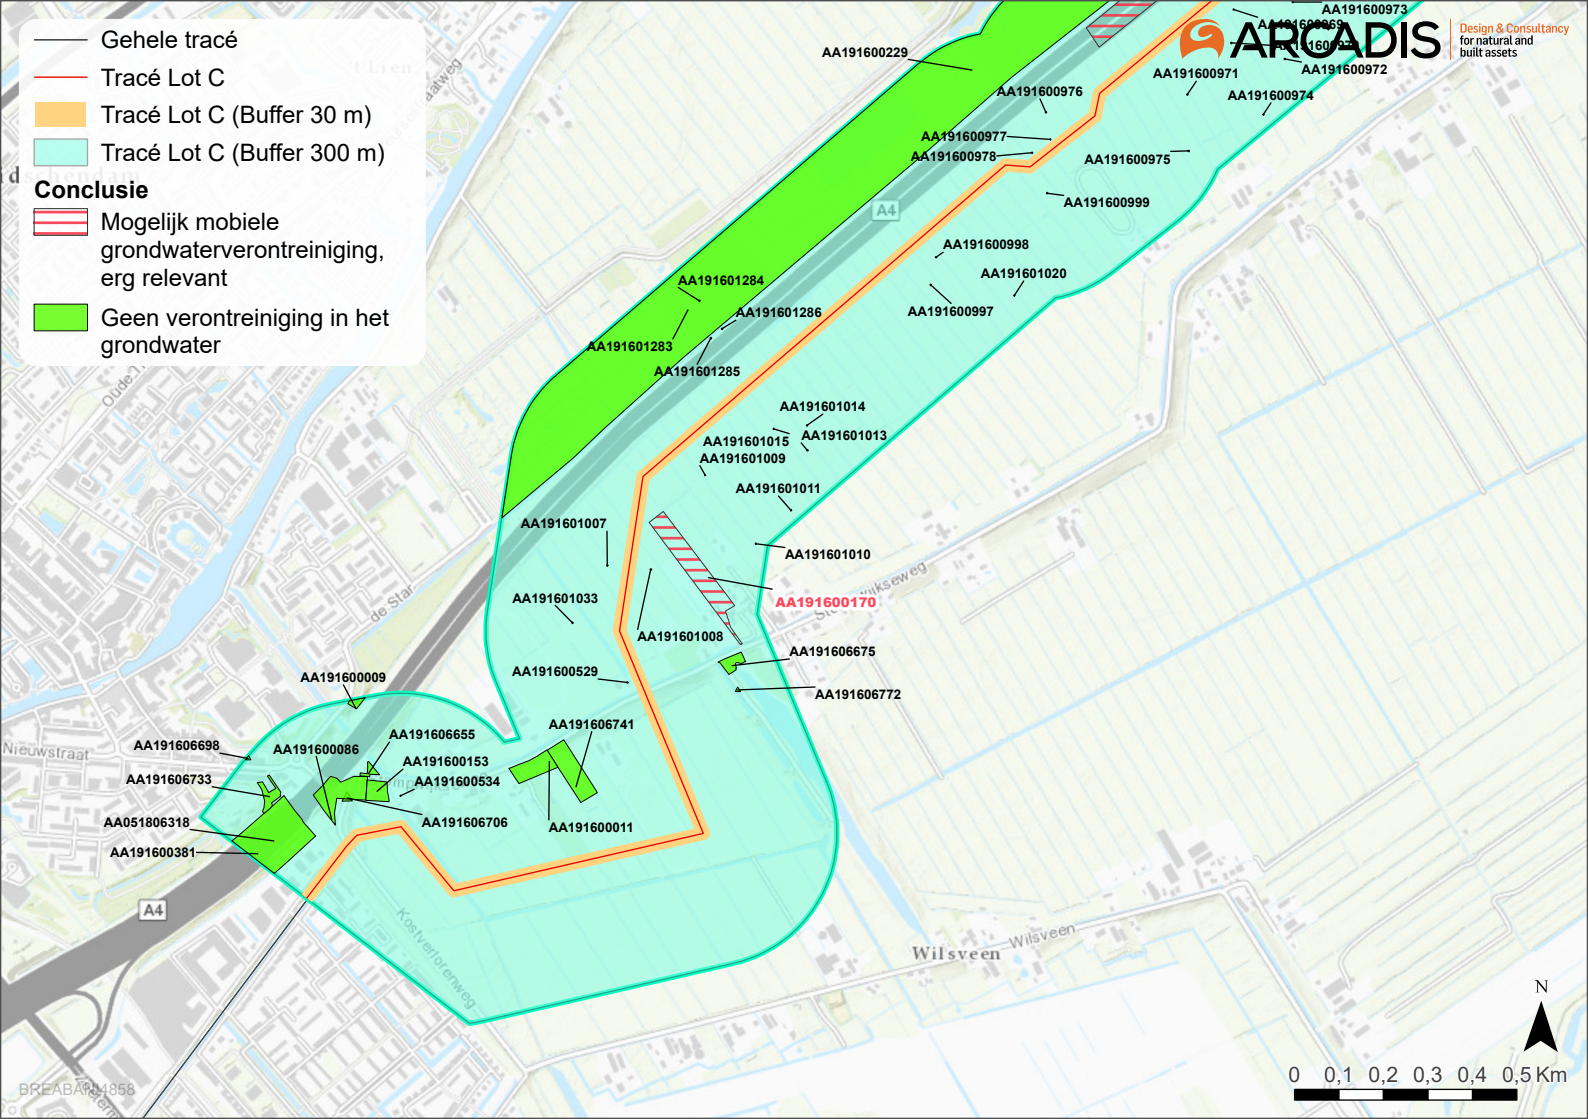 Gehele tracé
Tracé Lot C
Tracé Lot C (Buffer 30 m)
Tracé Lot C (Buffer 300 m)
Conclusie
Mogelijk mobiele
grondwaterverontreiniging,
erg relevant
Geen verontreiniging in het
grondwater
ARCADIS
Design & Consultancy
for natural and
built assets
AA191600973
AA191600969
AA191600972
AA191600971
AA191600974
AA191600229
AA191600976
AA191600977
AA191600978
AA191600975
AA191600999
A4
AA191600998
AA191601020
AA191600997
AA191601284
AA191601286
AA191601283
AA191601285
AA191601014
AA191601013
AA191601015
AA191601009
AA191601011
AA191601007
AA191601010
AA191601033
AA191600170
de Star
AA191601008
AA191606675
AA191600529
AA191606772
AA191600009
AA191606741
AA191606655
AA191606698
AA191600086
Nieuwstraat
AA191600153
AA191606733
AA191600534
AA051806318
AA191606706
AA191600011
AA191600381
A4
Kostverlorenweg
Wilsveen
Wilsveen
N
0 0,1 0,2 0,3 0,4 0,5 Km